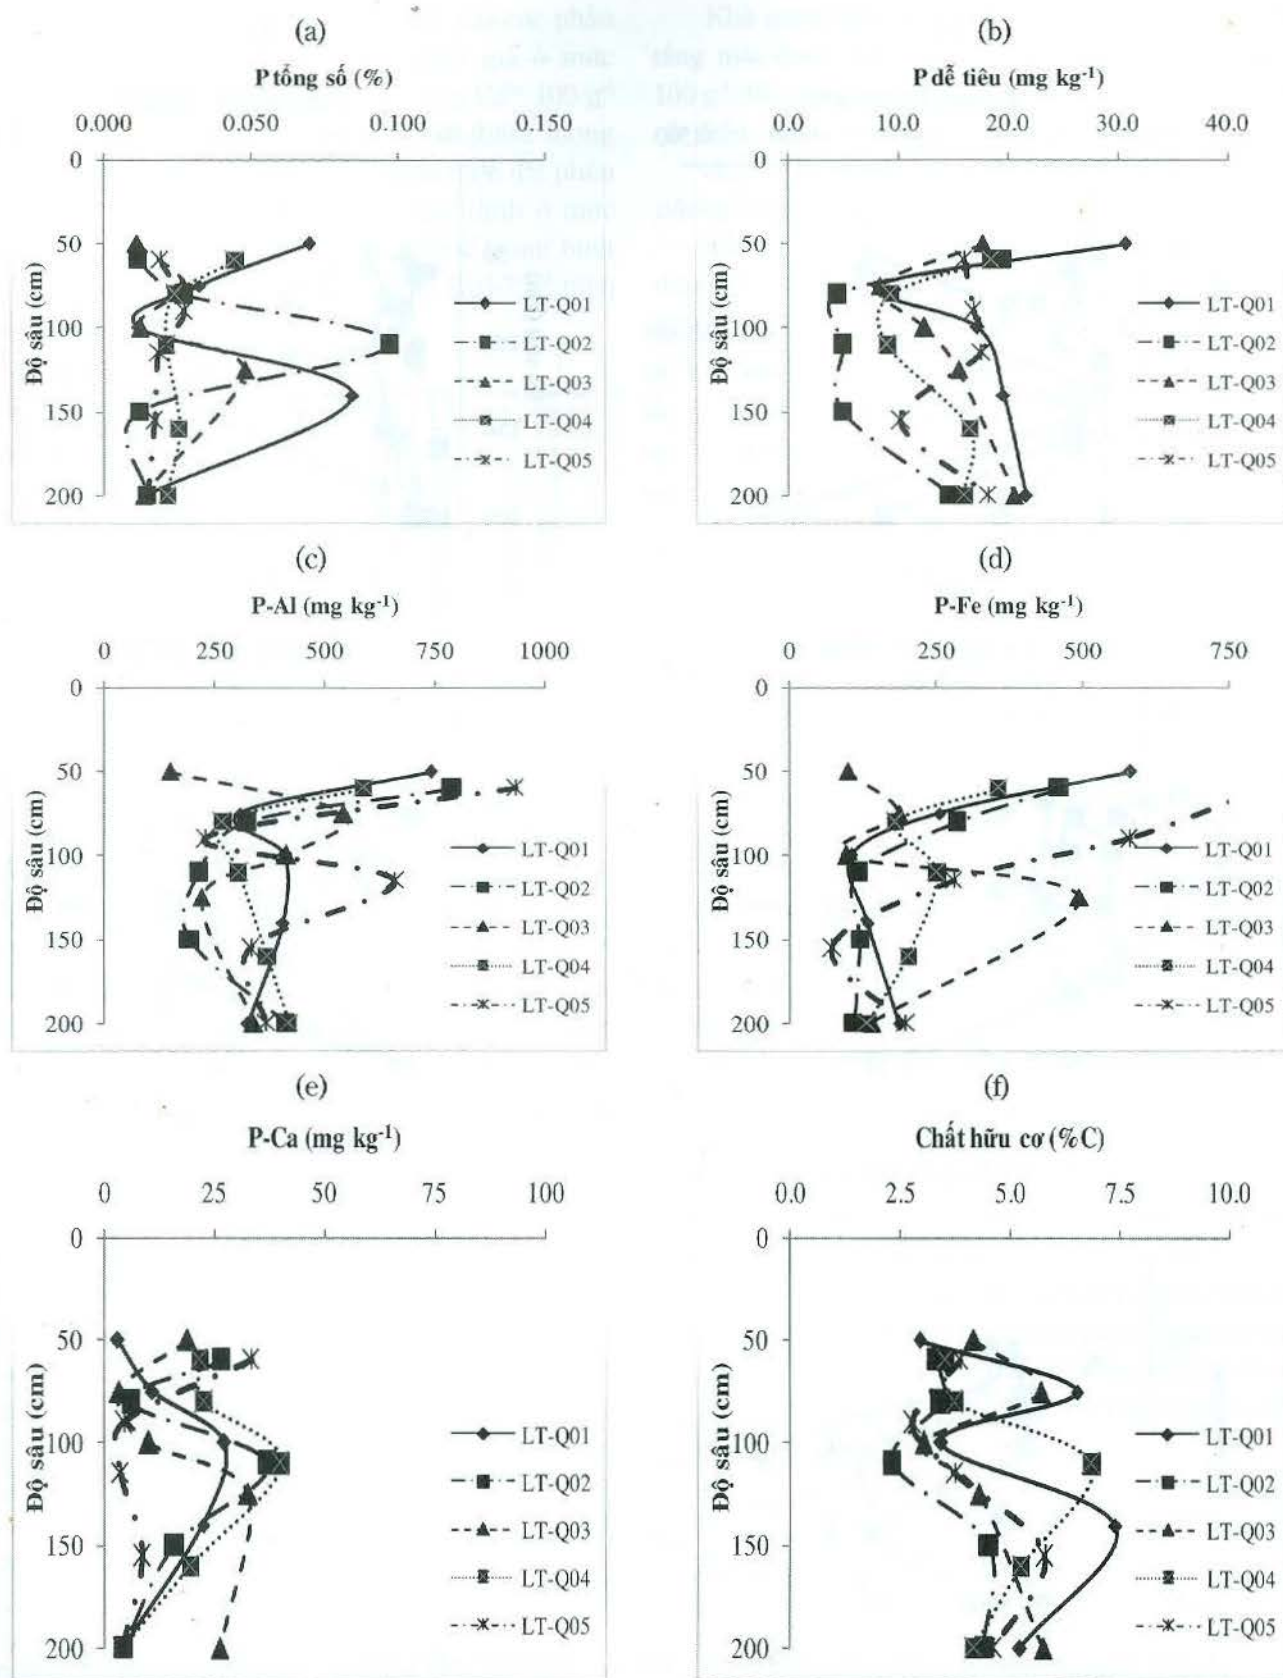 (a)
P tổng số (%)
0.000 0.050 0.100 0.150
0
50
100
150
200
Độ sâu (cm)
LT-Q01
LT-Q02
LT-Q03
LT-Q04
LT-Q05
(b)
P dễ tiêu (mg kg⁻¹)
0.0 10.0 20.0 30.0 40.0
0
50
100
150
200
Độ sâu (cm)
LT-Q01
LT-Q02
LT-Q03
LT-Q04
LT-Q05
(c)
P-Al (mg kg⁻¹)
0 250 500 750 1000
0
50
100
150
200
Độ sâu (cm)
LT-Q01
LT-Q02
LT-Q03
LT-Q04
LT-Q05
(d)
P-Fe (mg kg⁻¹)
0 250 500 750
0
50
100
150
200
Độ sâu (cm)
LT-Q01
LT-Q02
LT-Q03
LT-Q04
LT-Q05
(e)
P-Ca (mg kg⁻¹)
0 25 50 75 100
0
50
100
150
200
Độ sâu (cm)
LT-Q01
LT-Q02
LT-Q03
LT-Q04
LT-Q05
(f)
Chất hữu cơ (%C)
0.0 2.5 5.0 7.5 10.0
0
50
100
150
200
Độ sâu (cm)
LT-Q01
LT-Q02
LT-Q03
LT-Q04
LT-Q05